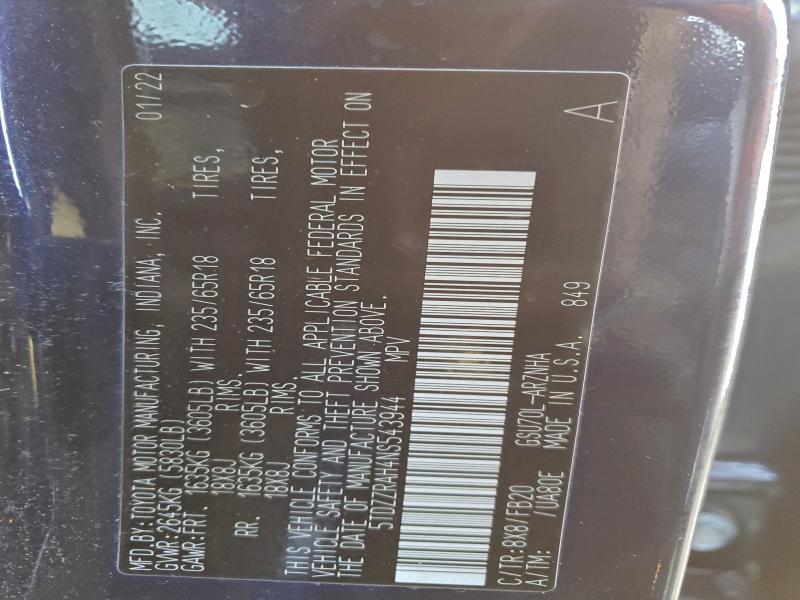 MFD.BY:TOYOTA MOTOR MANUFACTURING, INDIANA, INC. 01/22
GVWR:2645KG (5830LB)
GAWR:FRT. 1635KG (3605LB) WITH 235/65R18 TIRES,
18X8J RIMS.
RR. 1635KG (3605LB) WITH 235/65R18 TIRES,
18X8J RIMS.
THIS VEHICLE CONFORMS TO ALL APPLICABLE FEDERAL MOTOR
VEHICLE SAFETY AND THEFT PREVENTION STANDARDS IN EFFECT ON
THE DATE OF MANUFACTURE SHOWN ABOVE.
5TDZZRAH4NS543944 MPV
C/TR:8X8/FB20 GSU70L-ARZNHA
A/TM: /UA80E MADE IN U.S.A. 849 A